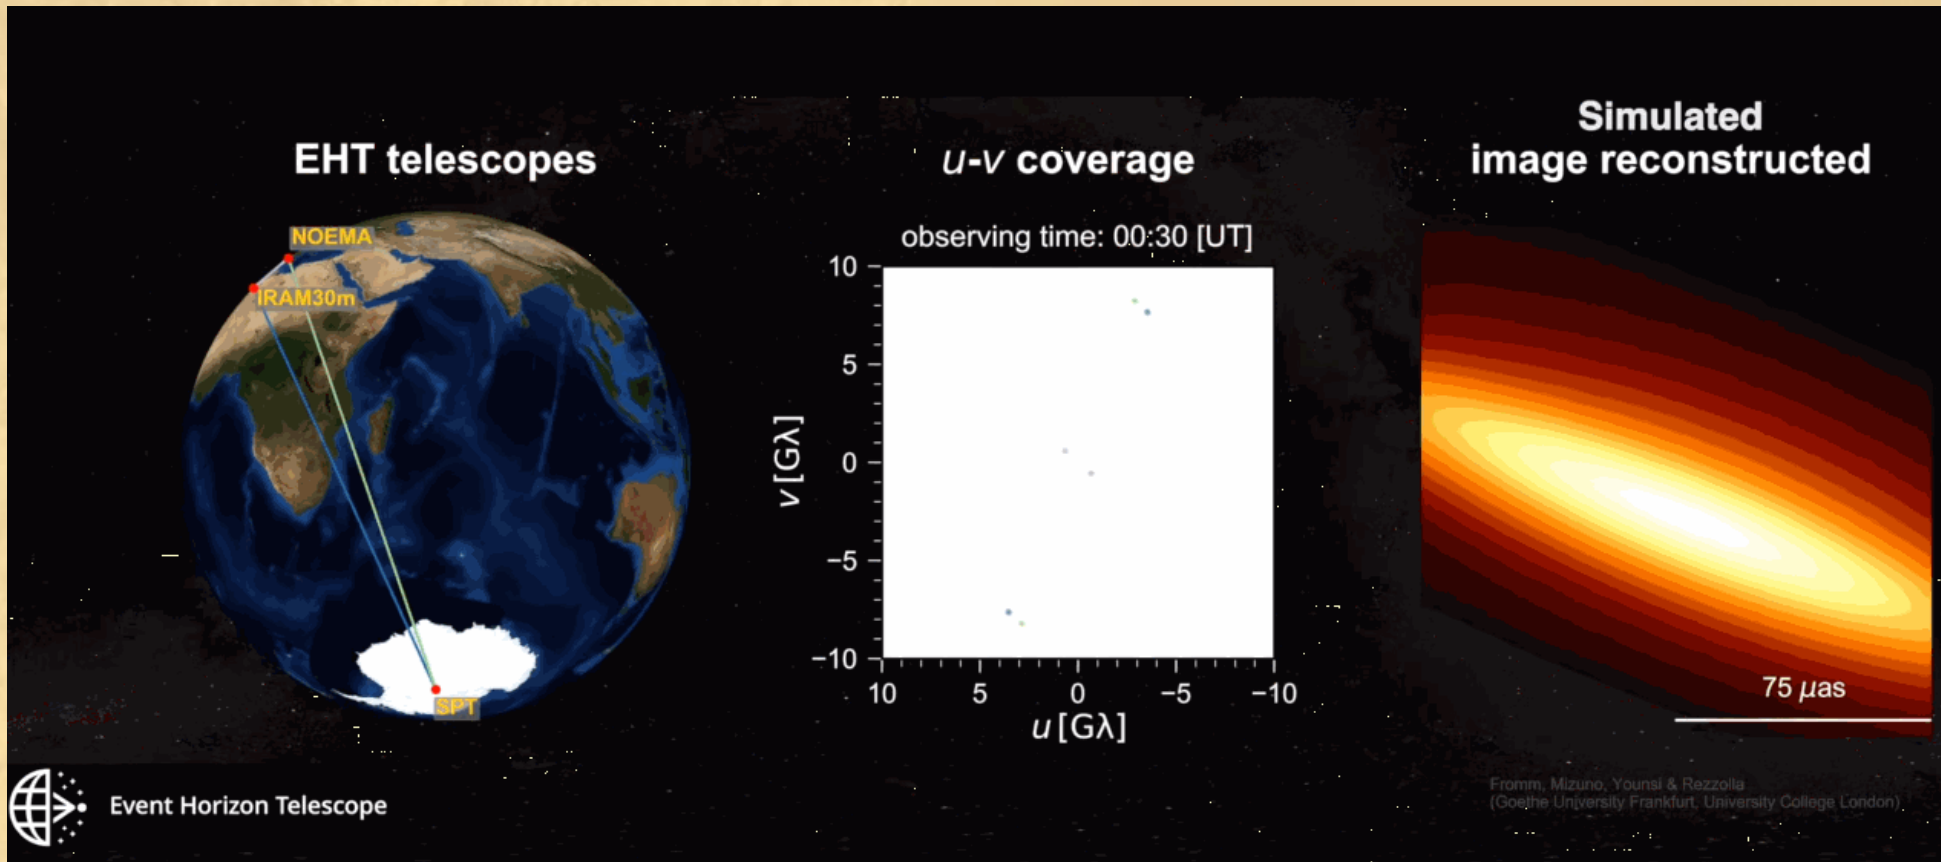 EHT telescopes
NOEMA
IRAM30m
SPT
Event Horizon Telescope
u-v coverage
observing time: 00:30 [UT]
10
5
0
−5
−10
v [Gλ]
10 5 0 −5 −10
u [Gλ]
Simulated
image reconstructed
75 μas
Fromm, Mizuno, Younsi & Rezzolla
(Goethe University Frankfurt, University College London)